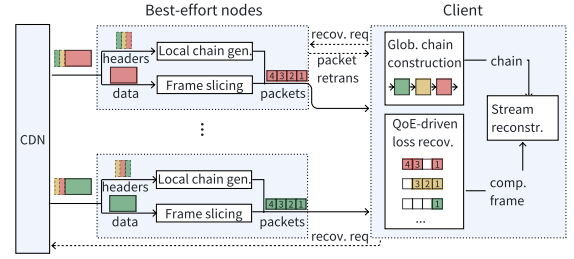 Best-effort nodes
Client
CDN
headers
data
Local chain gen.
Frame slicing
4 3 2 1
packets
recov. req
packet
retrans
Glob. chain
construction
chain
Stream
reconstr.
QoE-driven
loss recov.
4 3 1
3 2 1
1
...
comp.
frame
headers
data
Local chain gen.
Frame slicing
4 3 2 1
packets
recov. req